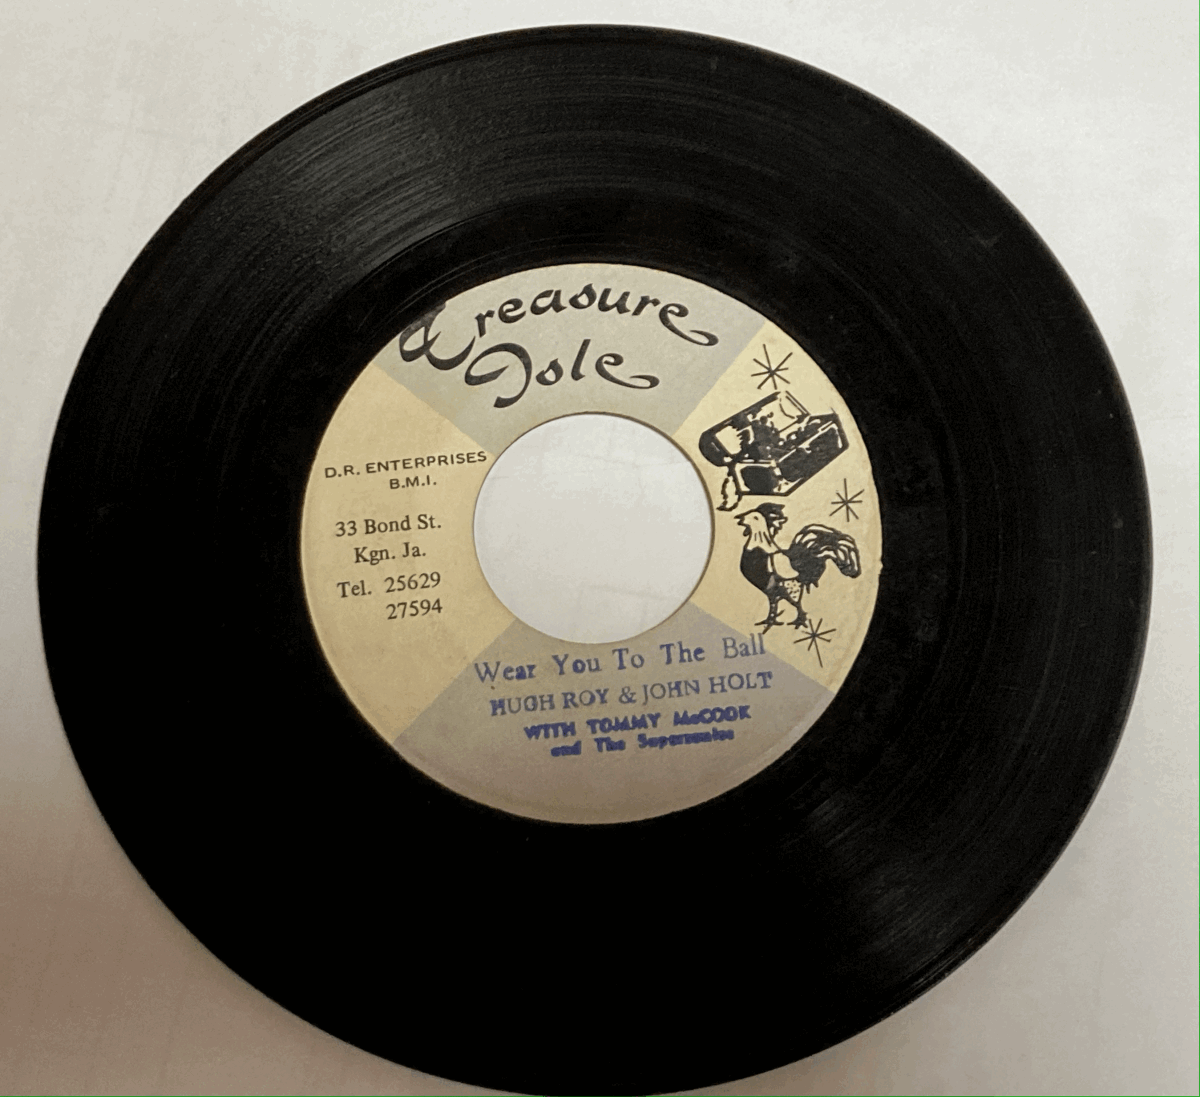 Treasure
Isle
D.R. ENTERPRISES
B.M.I.
33 Bond St.
Kgn. Ja.
Tel. 25629
27594
Wear You To The Ball
HUGH ROY & JOHN HOLT
WITH TOMMY McCOOK
and The Supersonics